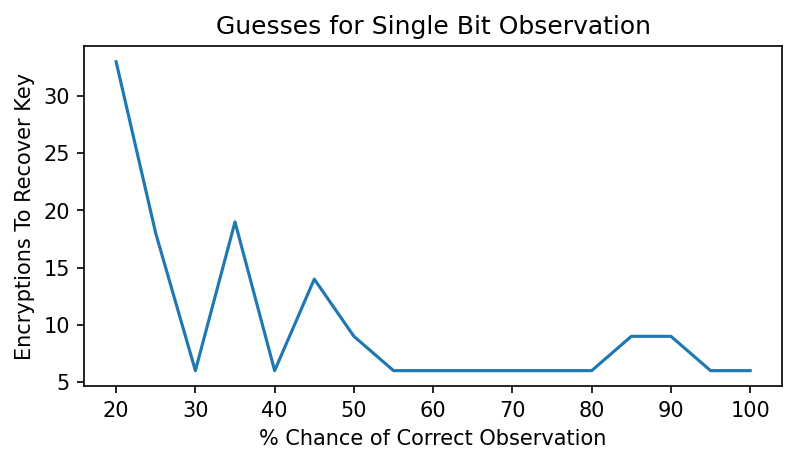 Guesses for Single Bit Observation
Encryptions To Recover Key
30
25
20
15
10
5
20 30 40 50 60 70 80 90 100
% Chance of Correct Observation